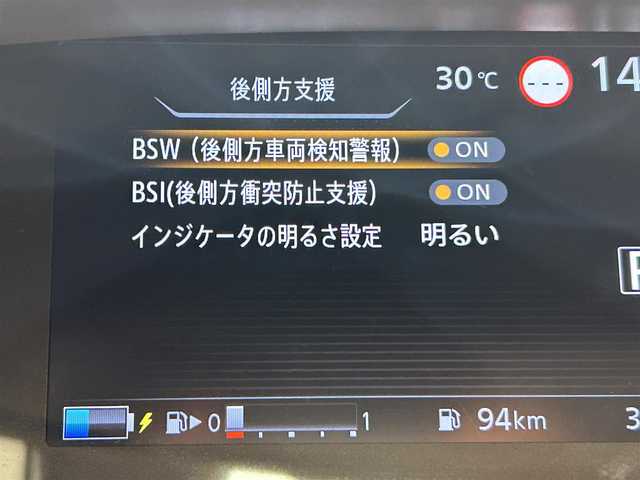 後側方支援
30℃
---
14
BSW (後側方車両検知警報) ON
BSI(後側方衝突防止支援) ON
インジケータの明るさ設定 明るい
0 1
94km
3